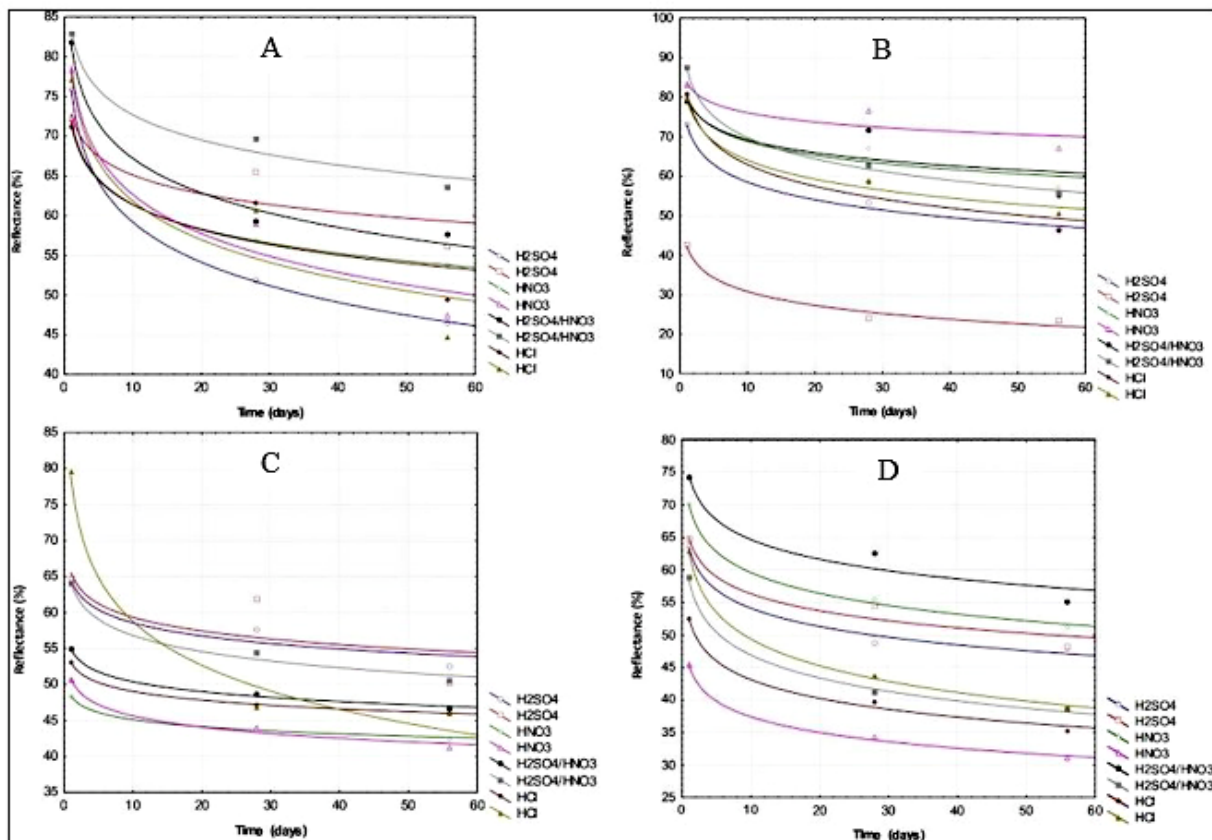 A
85
80
75
70
65
60
55
50
45
40
0 10 20 30 40 50 60
Reflectance (%)
Time (days)
H2SO4
H2SO4
HNO3
HNO3
H2SO4/HNO3
H2SO4/HNO3
HCl
HCl
B
100
90
80
70
60
50
40
30
20
10
0
0 10 20 30 40 50 60
Reflectance (%)
Time (days)
H2SO4
H2SO4
HNO3
HNO3
H2SO4/HNO3
H2SO4/HNO3
HCl
HCl
C
85
80
75
70
65
60
55
50
45
40
35
0 10 20 30 40 50 60
Reflectance (%)
Time (days)
H2SO4
H2SO4
HNO3
HNO3
H2SO4/HNO3
H2SO4/HNO3
HCl
HCl
D
80
75
70
65
60
55
50
45
40
35
30
25
0 10 20 30 40 50 60
Reflectance (%)
Time (days)
H2SO4
H2SO4
HNO3
HNO3
H2SO4/HNO3
H2SO4/HNO3
HCl
HCl